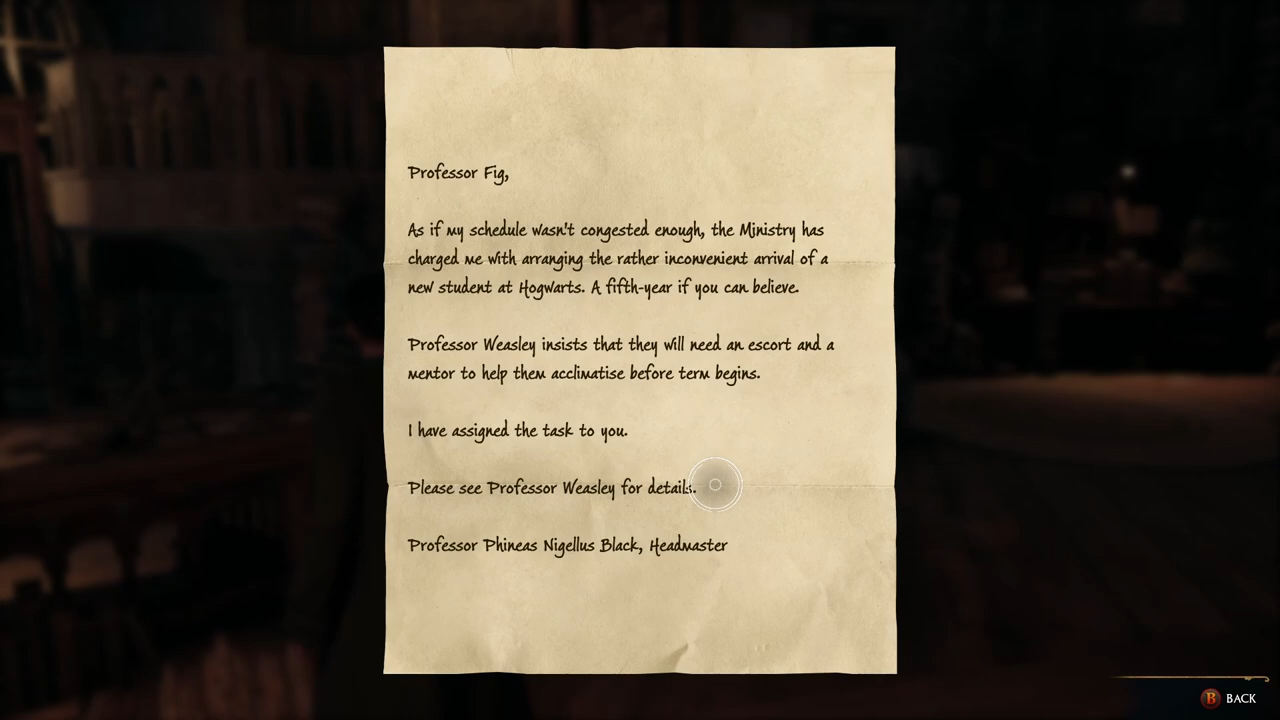 Professor Fig,
As if my schedule wasn't congested enough, the Ministry has
charged me with arranging the rather inconvenient arrival of a
new student at Hogwarts. A fifth-year if you can believe.
Professor Weasley insists that they will need an escort and a
mentor to help them acclimatise before term begins.
I have assigned the task to you.
Please see Professor Weasley for details.
Professor Phineas Nigellus Black, Headmaster
B BACK